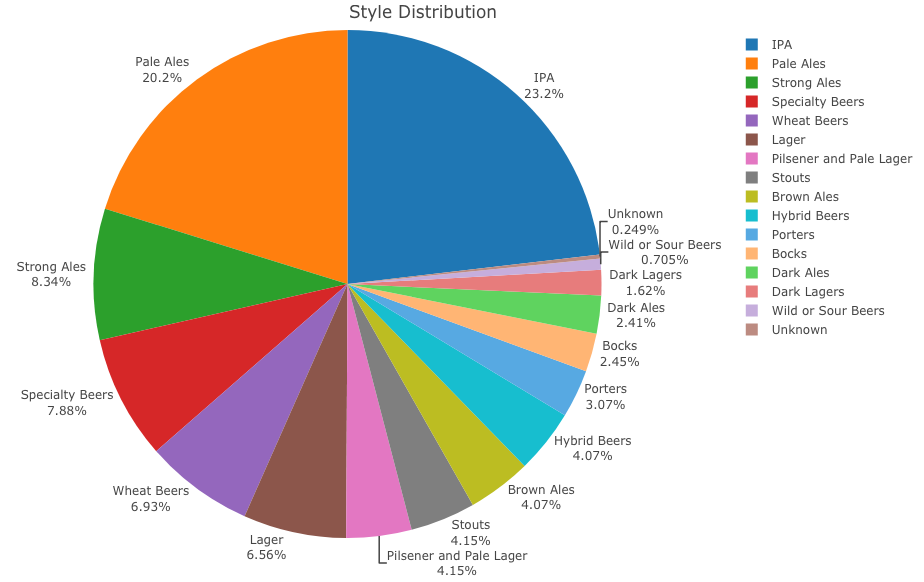 Style Distribution
Pale Ales
20.2%
IPA
23.2%
Unknown
0.249%
Wild or Sour Beers
0.705%
Dark Lagers
1.62%
Dark Ales
2.41%
Bocks
2.45%
Porters
3.07%
Hybrid Beers
4.07%
Brown Ales
4.07%
Stouts
4.15%
Pilsener and Pale Lager
4.15%
Lager
6.56%
Wheat Beers
6.93%
Specialty Beers
7.88%
Strong Ales
8.34%
IPA
Pale Ales
Strong Ales
Specialty Beers
Wheat Beers
Lager
Pilsener and Pale Lager
Stouts
Brown Ales
Hybrid Beers
Porters
Bocks
Dark Ales
Dark Lagers
Wild or Sour Beers
Unknown